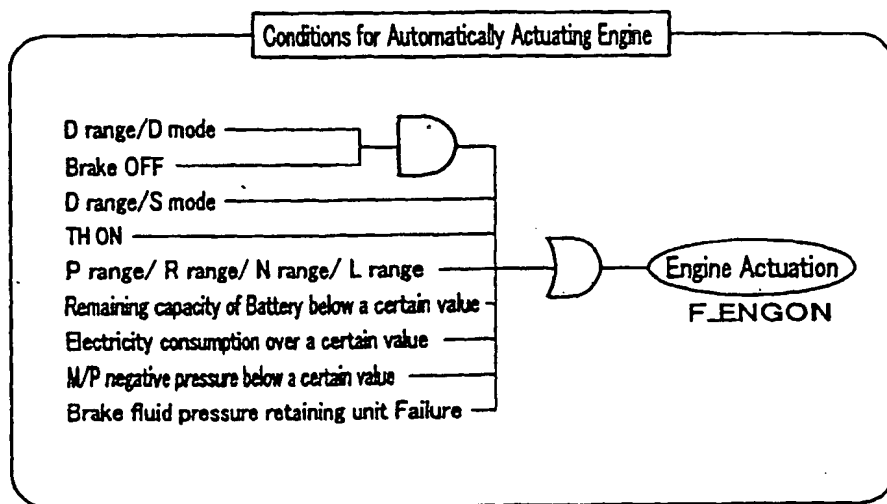 Conditions for Automatically Actuating Engine
D range/D mode
Brake OFF
D range/S mode
TH ON
P range/ R range/ N range/ L range
Remaining capacity of Battery below a certain value
Electricity consumption over a certain value
M/P negative pressure below a certain value
Brake fluid pressure retaining unit Failure
Engine Actuation
F_ENGON